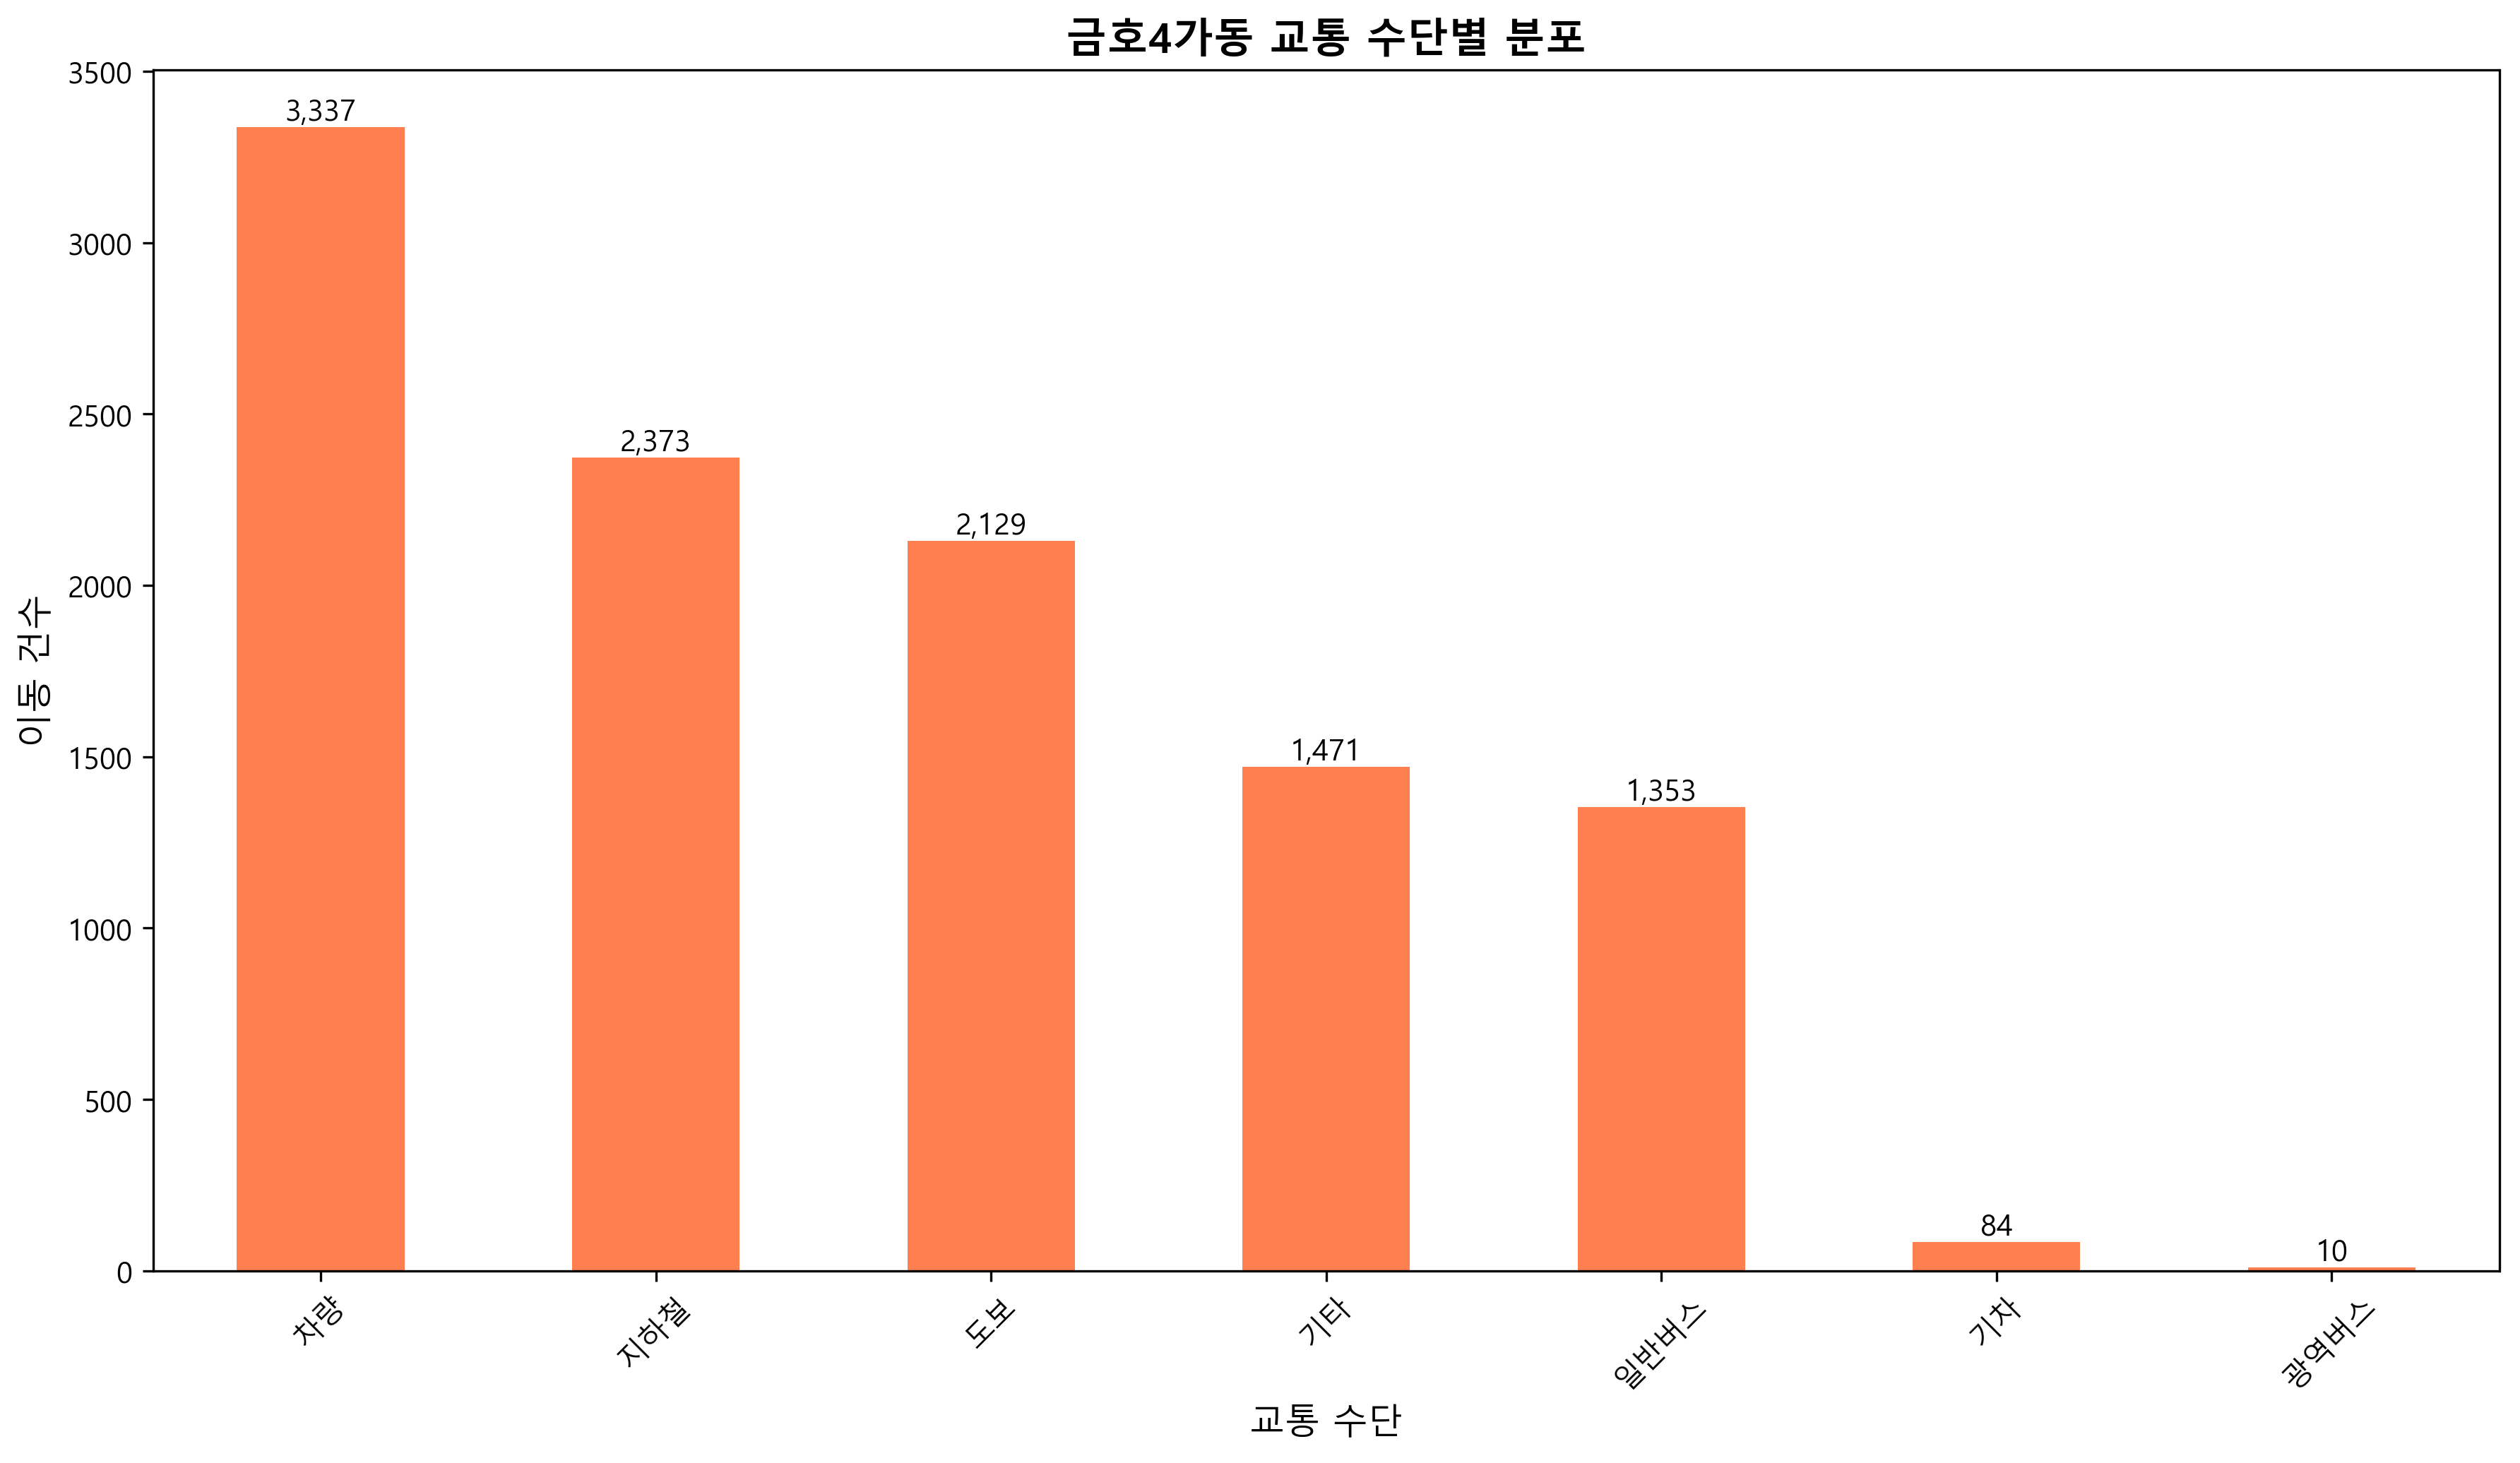 금호4가동 교통 수단별 분포
이동 건수
3500
3000
2500
2000
1500
1000
500
0
3,337
2,373
2,129
1,471
1,353
84
10
차량
지하철
도보
기타
일반버스
기차
광역버스
교통 수단